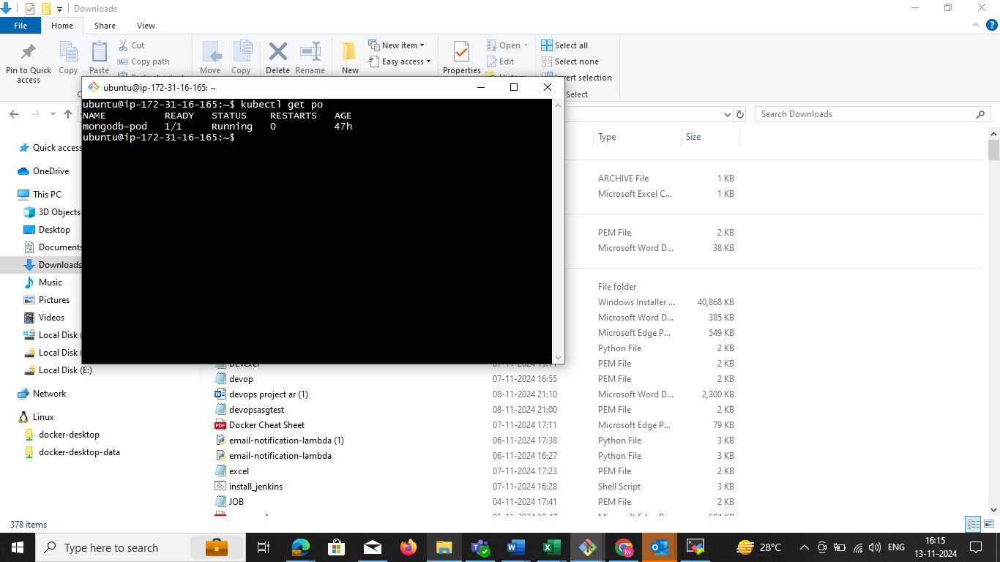 Downloads
File Home Share View
Pin to Quick access
Copy
Paste
Cut
Copy path
Move
Copy
Delete
Rename
New
New item
Easy access
Properties
Open
Edit
Select all
Select none
Invert selection
Select
ubuntu@ip-172-31-16-165: ~
ubuntu@ip-172-31-16-165:~$ kubectl get po
NAME READY STATUS RESTARTS AGE
mongodb-pod 1/1 Running 0 47h
ubuntu@ip-172-31-16-165:~$
Search Downloads
Quick access
OneDrive
This PC
3D Objects
Desktop
Documents
Downloads
Music
Pictures
Videos
Local Disk (
Local Disk (
Local Disk (E:)
Network
Linux
docker-desktop
docker-desktop-data
Type Size
ARCHIVE File 1 KB
Microsoft Excel C... 1 KB
PEM File 2 KB
Microsoft Word D... 38 KB
File folder
Windows Installer ... 40,868 KB
Microsoft Word D... 385 KB
Microsoft Edge P... 549 KB
Python File 2 KB
PEM File 2 KB
devop 07-11-2024 16:55 PEM File 2 KB
devops project ar (1) 08-11-2024 21:10 Microsoft Word D... 2,300 KB
devopsasgtest 08-11-2024 21:00 PEM File 2 KB
Docker Cheat Sheet 07-11-2024 17:11 Microsoft Edge P... 79 KB
email-notification-lambda (1) 06-11-2024 17:38 Python File 3 KB
email-notification-lambda 06-11-2024 16:27 Python File 3 KB
excel 07-11-2024 17:23 PEM File 2 KB
install_jenkins 07-11-2024 16:28 Shell Script 3 KB
JOB 04-11-2024 17:41 PEM File 2 KB
378 items
Type here to search
kv
28°C
ENG
16:15
13-11-2024